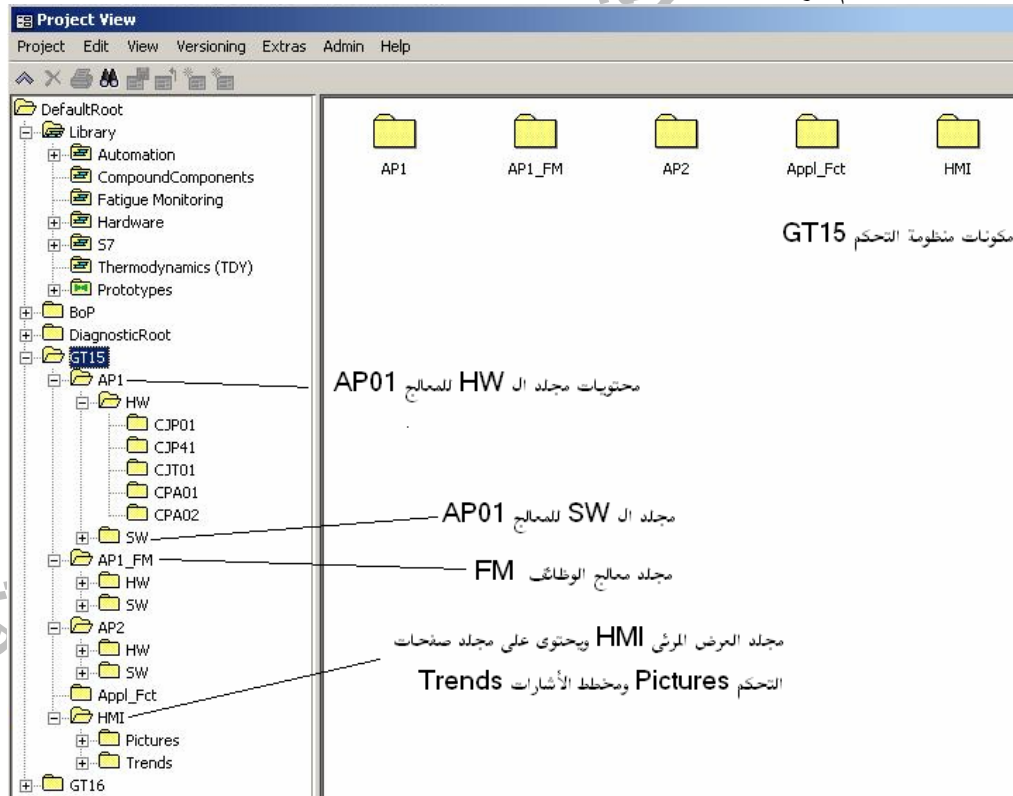 Project View
Project Edit View Versioning Extras Admin Help
DefaultRoot
Library
Automation
CompoundComponents
Fatigue Monitoring
Hardware
S7
Thermodynamics (TDY)
Prototypes
BoP
DiagnosticRoot
GT15
AP1
HW
CJP01
CJP41
CJT01
CPA01
CPA02
SW
AP1_FM
HW
SW
AP2
HW
SW
Appl_Fct
HMI
Pictures
Trends
GT16
AP1 AP1_FM AP2 Appl_Fct HMI
مكونات منظومة التحكم GT15
محتويات مجلد ال HW للمعالج AP01
مجلد ال SW للمعالج AP01
مجلد معالج الوظائف FM
مجلد العرض المرئى HMI ويحتوى على مجلد صفحات
التحكم Pictures ومخطط الأشارات Trends